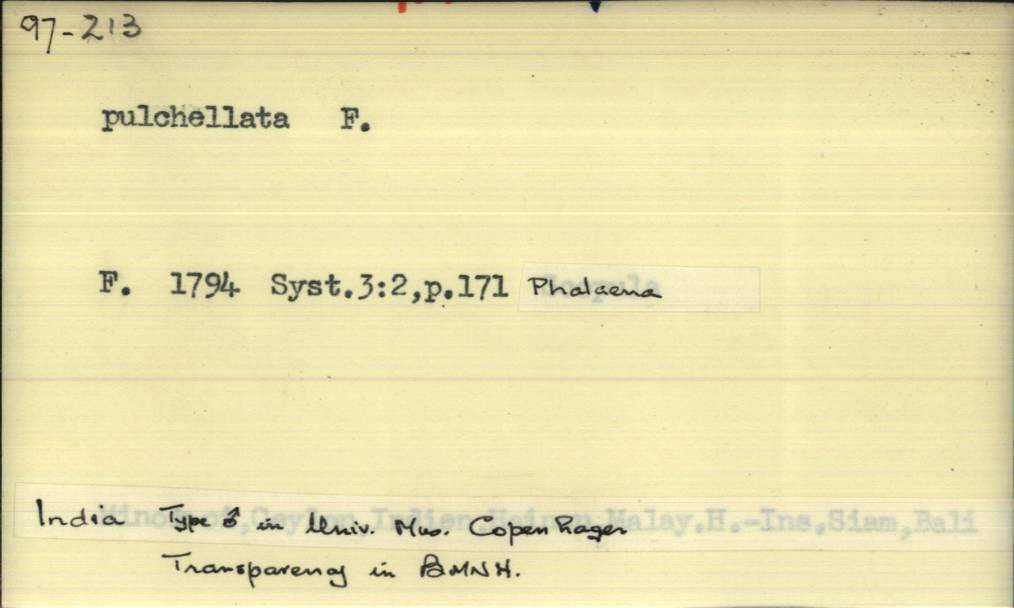 97-213
pulchellata F.
F. 1794 Syst.3:2,p.171 Phalaena
India Type ♂ in Univ. Mus. Copenhagen
Transparency in BMNH.